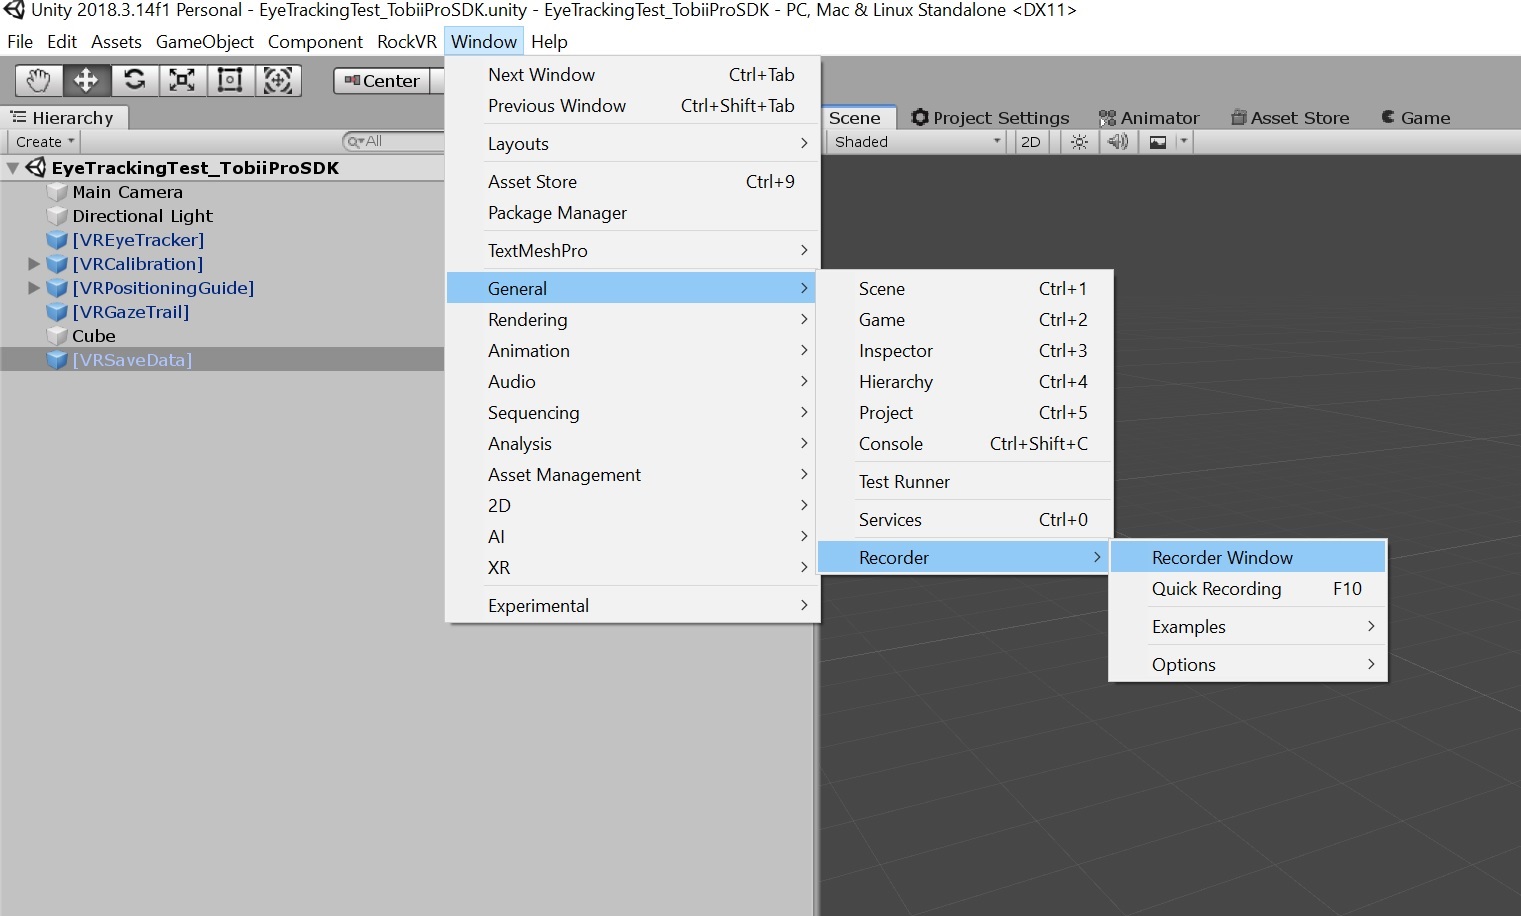 Unity 2018.3.14f1 Personal - EyeTrackingTest_TobiiProSDK.unity - EyeTrackingTest_TobiiProSDK - PC, Mac & Linux Standalone <DX11>
File Edit Assets GameObject Component RockVR Window Help
Center
Hierarchy
Create
All
EyeTrackingTest_TobiiProSDK
Main Camera
Directional Light
[VREyeTracker]
[VRCalibration]
[VRPositioningGuide]
[VRGazeTrail]
Cube
[VRSaveData]
Next Window Ctrl+Tab
Previous Window Ctrl+Shift+Tab
Layouts
Asset Store Ctrl+9
Package Manager
TextMeshPro
General
Rendering
Animation
Audio
Sequencing
Analysis
Asset Management
2D
AI
XR
Experimental
Scene Ctrl+1
Game Ctrl+2
Inspector Ctrl+3
Hierarchy Ctrl+4
Project Ctrl+5
Console Ctrl+Shift+C
Test Runner
Services Ctrl+0
Recorder
Recorder Window
Quick Recording F10
Examples
Options
Scene Project Settings Animator Asset Store Game
Shaded 2D